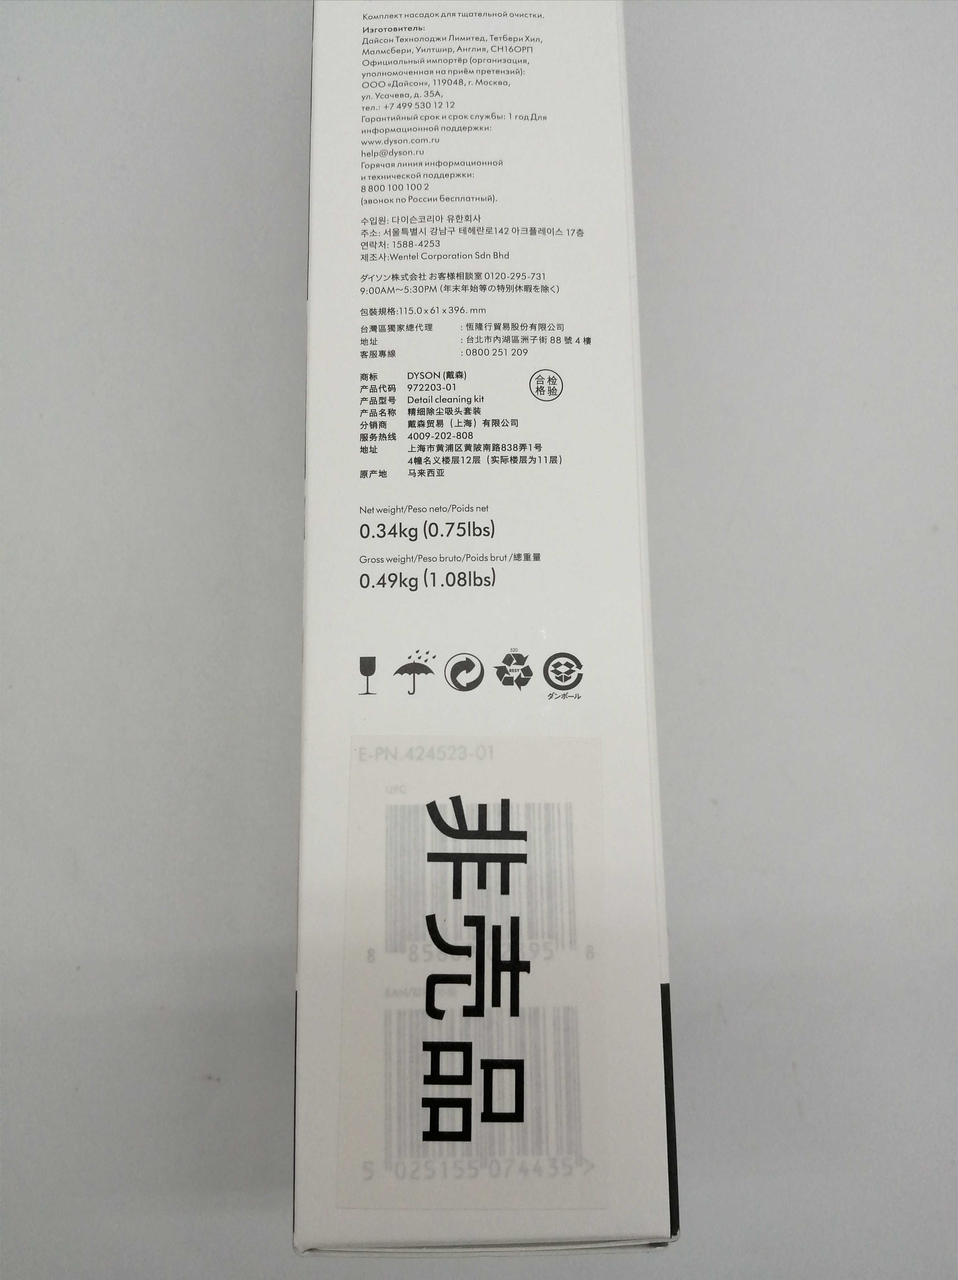 Комплект насадок для тщательной очистки.
Изготовитель:
Дайсон Технолоджи Лимитед, Тетбери Хил,
Малмсбери, Уилтшир, Англия, СН16ОРП
Официальный импортёр (организация,
уполномоченная на приём претензий):
ООО «Дайсон», 119048, г. Москва,
ул. Усачева, д. 35А,
тел.: +7 499 530 12 12
Гарантийный срок и срок службы: 1 год Для
информационной поддержки:
www.dyson.com.ru
help@dyson.ru
Горячая линия информационной
и технической поддержки:
8 800 100 100 2
(звонок по России бесплатный).
수입원: 다이슨코리아 유한회사
주소: 서울특별시 강남구 테헤란로142 아크플레이스 17층
연락처: 1588-4253
제조사:Wentel Corporation Sdn Bhd
ダイソン株式会社 お客様相談室 0120-295-731
9:00AM～5:30PM (年末年始等の特別休暇を除く)
包裝規格:115.0 x 61 x 396. mm
台灣區獨家總代理 : 恆隆行貿易股份有限公司
地址 : 台北市內湖區洲子街 88 號 4 樓
客服專線 : 0800 251 209
商标 DYSON (戴森)
产品代码 972203-01
产品型号 Detail cleaning kit
产品名称 精细除尘吸头套装
分销商 戴森贸易（上海）有限公司
服务热线 4009-202-808
地址 上海市黄浦区黄陂南路838弄1号
4幢名义楼层12层（实际楼层为11层）
原产地 马来西亚
合检
格验
Net weight/Peso neto/Poids net
0.34kg (0.75lbs)
Gross weight/Peso bruto/Poids brut /總重量
0.49kg (1.08lbs)
520
BEST
ダンボール
E-PN.424523-01
UPC
非売品
5 025155 074435 >